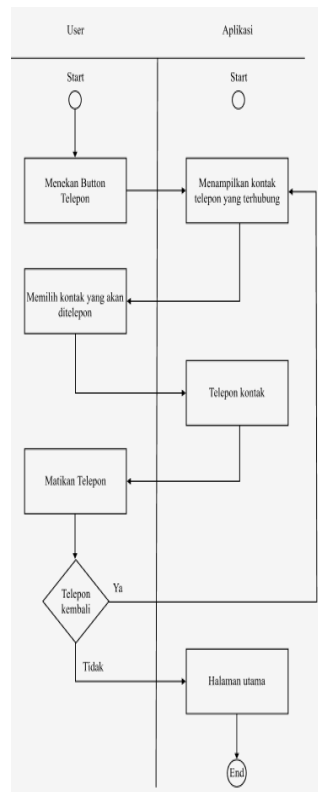 User
Aplikasi
Start
Start
Menekan Button
Telepon
Menampilkan kontak
telepon yang terhubung
Memilih kontak yang akan
ditelepon
Telepon kontak
Matikan Telepon
Telepon
kembali
Ya
Tidak
Halaman utama
End